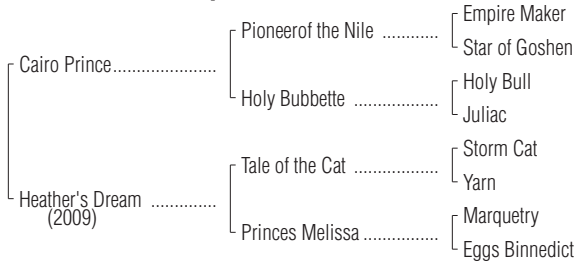 Empire Maker
Pioneerof the Nile ............
Star of Goshen
Cairo Prince......................
Holy Bull
Holy Bubbette ..................
Juliac
Storm Cat
Tale of the Cat ..................
Yarn
Heather's Dream ..............
(2009)
Marquetry
Princes Melissa ................
Eggs Binnedict